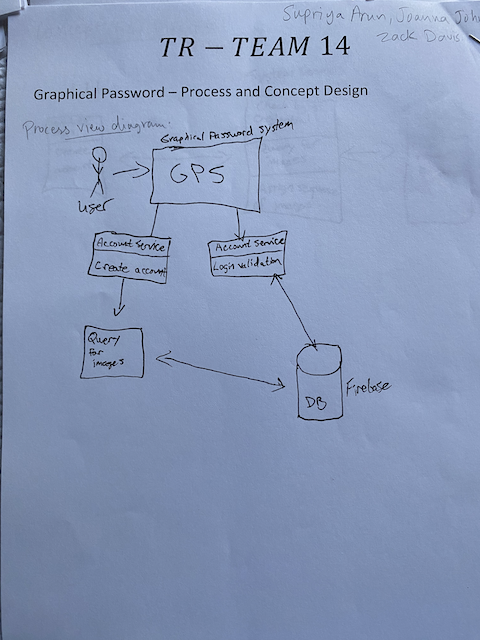 Supriya Arun, Joanna Joh
Zack Davis
TR – TEAM 14
Graphical Password – Process and Concept Design
Process view diagram:
Graphical Password system
GPS
User
Account Service
Create account
Account Service
Login validation
Query
for
images
DB
Firebase